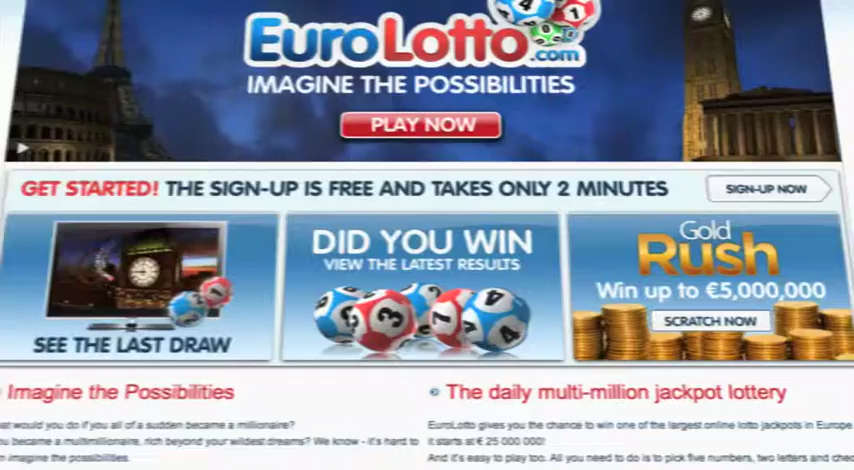 EuroLotto.com
IMAGINE THE POSSIBILITIES
PLAY NOW
GET STARTED! THE SIGN-UP IS FREE AND TAKES ONLY 2 MINUTES
SIGN-UP NOW
SEE THE LAST DRAW
DID YOU WIN
VIEW THE LATEST RESULTS
Gold
Rush
Win up to €5,000,000
SCRATCH NOW
Imagine the Possibilities
would you do if you all of a sudden became a millionaire?
became a multimillionaire, rich beyond your wildest dreams? We know - it's hard to
imagine the possibilities.
The daily multi-million jackpot lottery
EuroLotto gives you the chance to win one of the largest online lotto jackpots in Europe.
it starts at € 25 000 000!
And it's easy to play too. All you need to do is to pick five numbers, two letters and